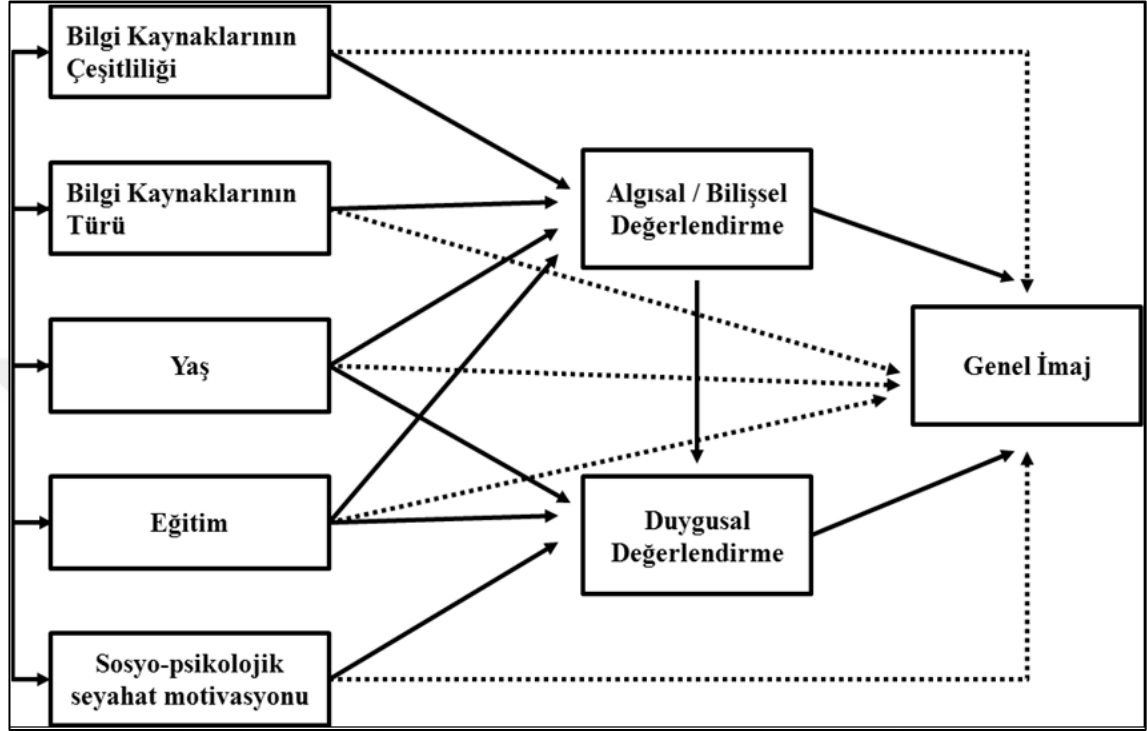 Bilgi Kaynaklarının
Çeşitliliği
Bilgi Kaynaklarının
Türü
Algısal / Bilişsel
Değerlendirme
Yaş
Genel İmaj
Eğitim
Duygusal
Değerlendirme
Sosyo-psikolojik
seyahat motivasyonu